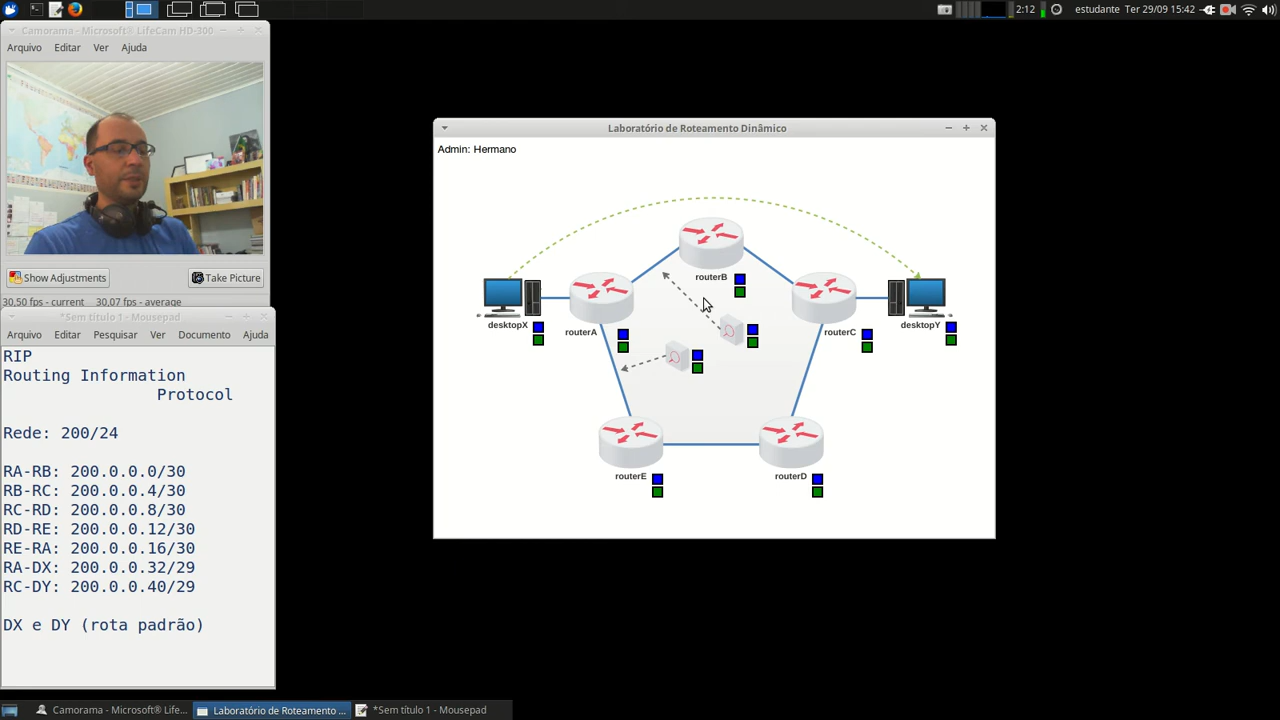 2:12
estudante Ter 29/09 15:42
Camorama - Microsoft® LifeCam HD-300
Arquivo Editar Ver Ajuda
Show Adjustments
Take Picture
30,50 fps - current 30,07 fps - average
*Sem título 1 - Mousepad
Arquivo Editar Pesquisar Ver Documento Ajuda
RIP
Routing Information
Protocol
Rede: 200/24
RA-RB: 200.0.0.0/30
RB-RC: 200.0.0.4/30
RC-RD: 200.0.0.8/30
RD-RE: 200.0.0.12/30
RE-RA: 200.0.0.16/30
RA-DX: 200.0.0.32/29
RC-DY: 200.0.0.40/29
DX e DY (rota padrão)
Laboratório de Roteamento Dinâmico
Admin: Hermano
routerB
desktopX
routerA
routerC
desktopY
routerE
routerD
Camorama - Microsoft® Life...
Laboratório de Roteamento ...
*Sem título 1 - Mousepad